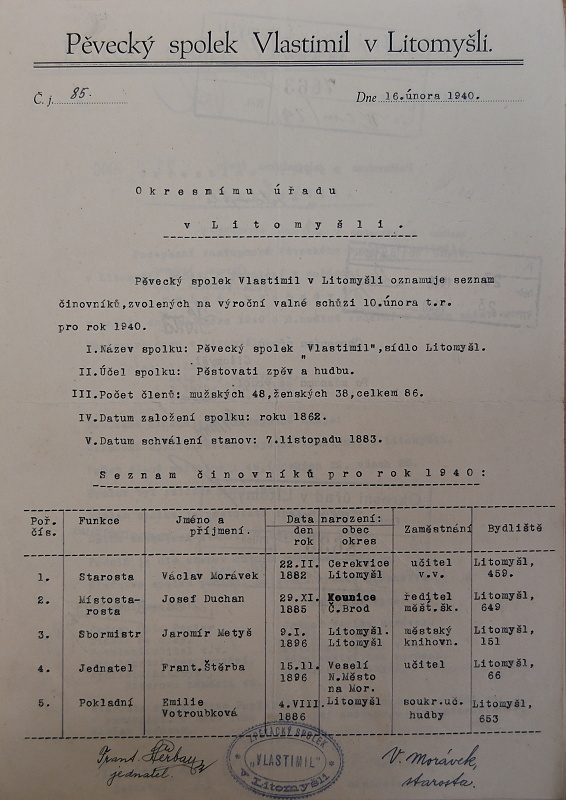 Pěvecký spolek Vlastimil v Litomyšli.
Č. j. 85.
Dne 16.února 1940.
Okresnímu úřadu
v Litomyšli.
Pěvecký spolek Vlastimil v Litomyšli oznamuje seznam
činovníků,zvolených na výroční valné schůzi 10.února t.r.
pro rok 1940.
I.Název spolku: Pěvecký spolek "Vlastimil",sídlo Litomyšl.
II.Účel spolku: Pěstovati zpěv a hudbu.
III.Počet členů: mužských 48,ženských 38,celkem 86.
IV.Datum založení spolku: roku 1862.
V.Datum schválení stanov: 7.listopadu 1883.
Seznam činovníků pro rok 1940:
Poř. Funkce Jméno a Data narození: Zaměstnání Bydliště
čís. příjmení. den obec
rok okres
22.II. Cerekvice učitel Litomyšl,
1. Starosta Václav Morávek 1882 Litomyšl v.v. 459.
2. Místosta- Josef Duchan 29.XI. Kounice ředitel Litomyšl,
rosta 1885 Č.Brod měšt.šk. 649
3. Sbormistr Jaromír Metyš 9.I. Litomyšl. městský Litomyšl,
1896 Litomyšl knihovn. 151
4. Jednatel Frant.Štěrba 15.11. Veselí učitel Litomyšl,
1896 N.Město 66
na Mor.
5. Pokladní Emilie 4.VIII. Litomyšl soukr.uč. Litomyšl,
Votroubková 1886 hudby 653
Frant. Štěrba
jednatel.
PĚVECKÝ SPOLEK
"VLASTIMIL"
v Litomyšli
V. Morávek,
starosta.